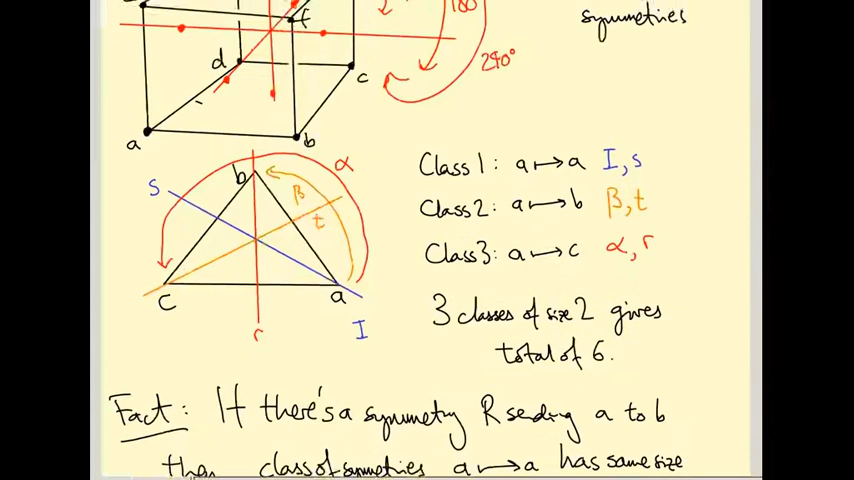 f
180
symmetries
d
c
290°
a
b
α
b
s
β
t
c
a
r
I
Class 1: a ↦ a I, s
Class 2: a ↦ b β, t
Class 3: a ↦ c α, r
3 classes of size 2 gives
total of 6.
Fact: If there's a symmetry R sending a to b
then class of symmetries a ↦ a has same size